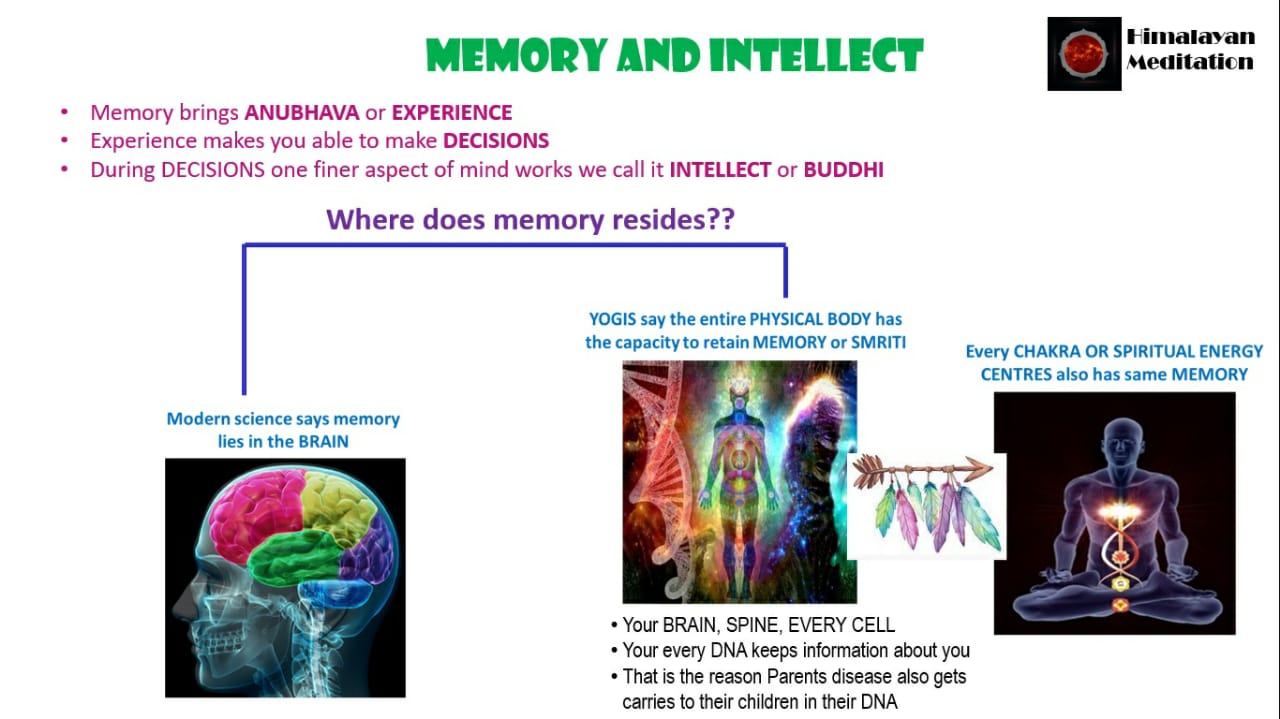 MEMORY AND INTELLECT
Himalayan
Meditation
• Memory brings ANUBHAVA or EXPERIENCE
• Experience makes you able to make DECISIONS
• During DECISIONS one finer aspect of mind works we call it INTELLECT or BUDDHI
Where does memory resides??
Modern science says memory
lies in the BRAIN
YOGIS say the entire PHYSICAL BODY has
the capacity to retain MEMORY or SMRITI
• Your BRAIN, SPINE, EVERY CELL
• Your every DNA keeps information about you
• That is the reason Parents disease also gets
carries to their children in their DNA
Every CHAKRA OR SPIRITUAL ENERGY
CENTRES also has same MEMORY